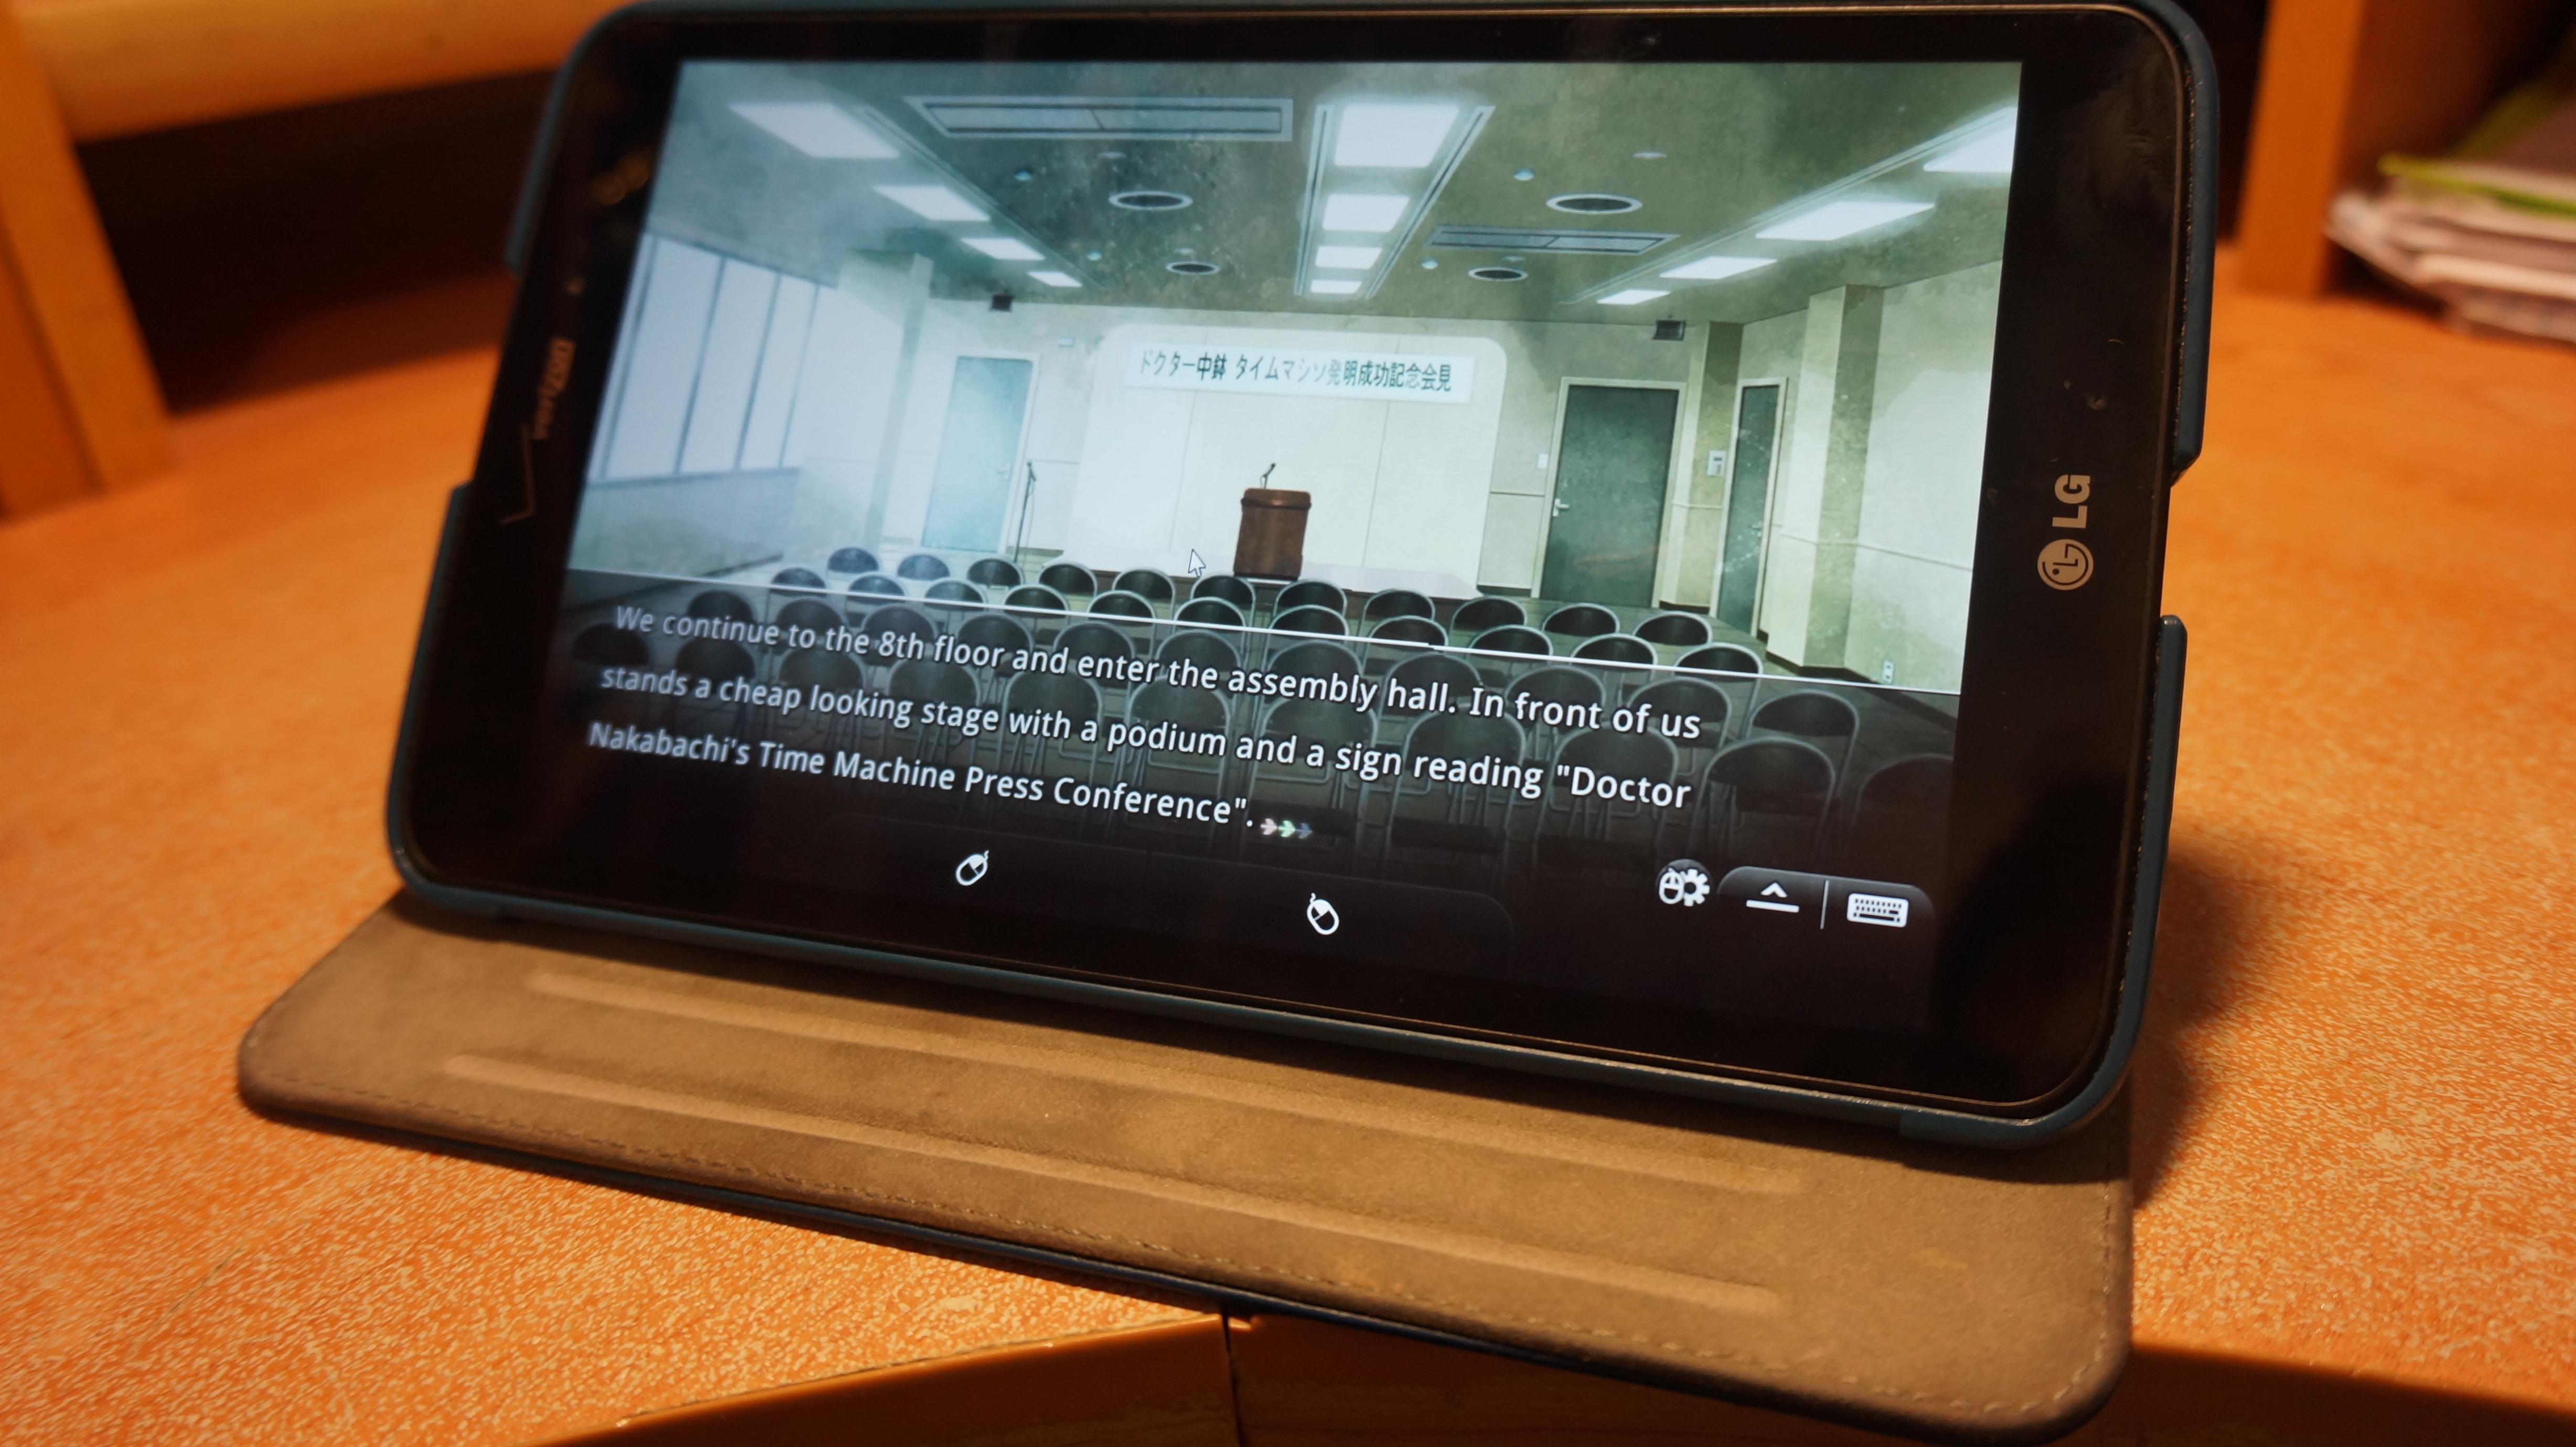 ドクター中鉢 タイムマシン発明成功記念会見
We continue to the 8th floor and enter the assembly hall. In front of us
stands a cheap looking stage with a podium and a sign reading "Doctor
Nakabachi's Time Machine Press Conference".
verizon
LG